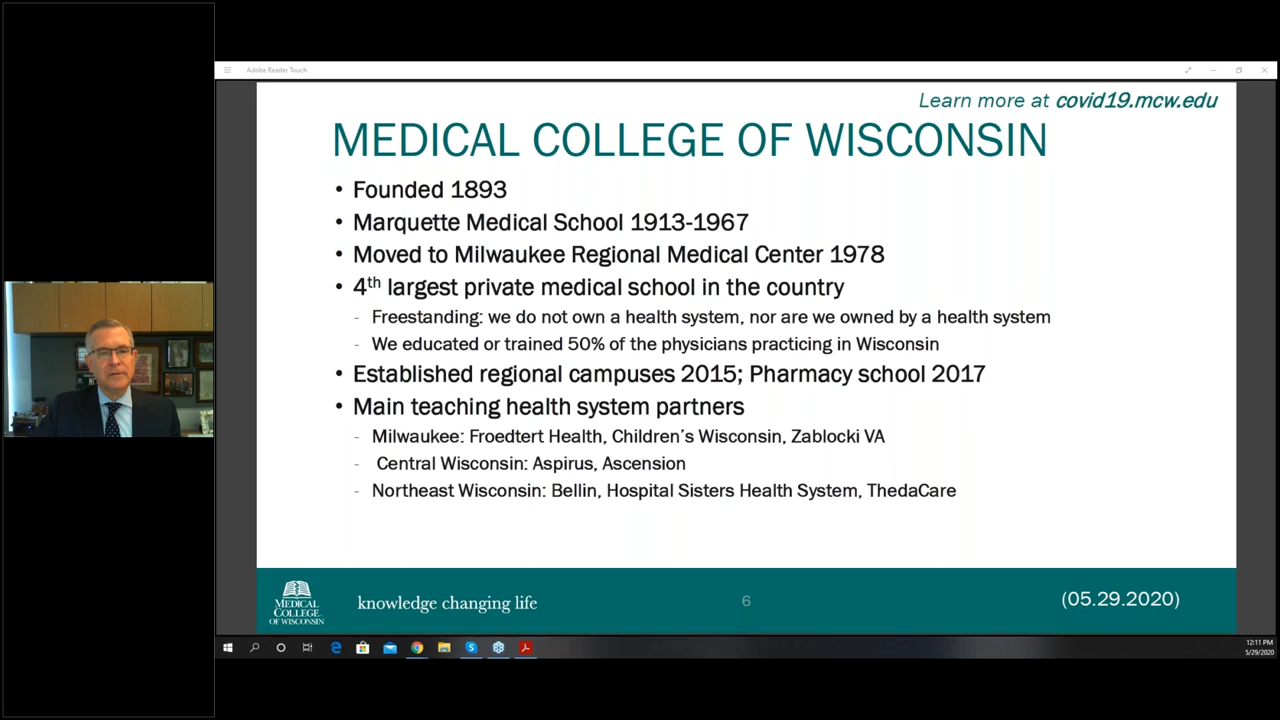 Adobe Reader Touch
Learn more at covid19.mcw.edu
MEDICAL COLLEGE OF WISCONSIN
• Founded 1893
• Marquette Medical School 1913-1967
• Moved to Milwaukee Regional Medical Center 1978
• 4th largest private medical school in the country
- Freestanding: we do not own a health system, nor are we owned by a health system
- We educated or trained 50% of the physicians practicing in Wisconsin
• Established regional campuses 2015; Pharmacy school 2017
• Main teaching health system partners
- Milwaukee: Froedtert Health, Children's Wisconsin, Zablocki VA
- Central Wisconsin: Aspirus, Ascension
- Northeast Wisconsin: Bellin, Hospital Sisters Health System, ThedaCare
MEDICAL
COLLEGE
OF WISCONSIN
knowledge changing life
6
(05.29.2020)
12:11 PM
5/29/2020